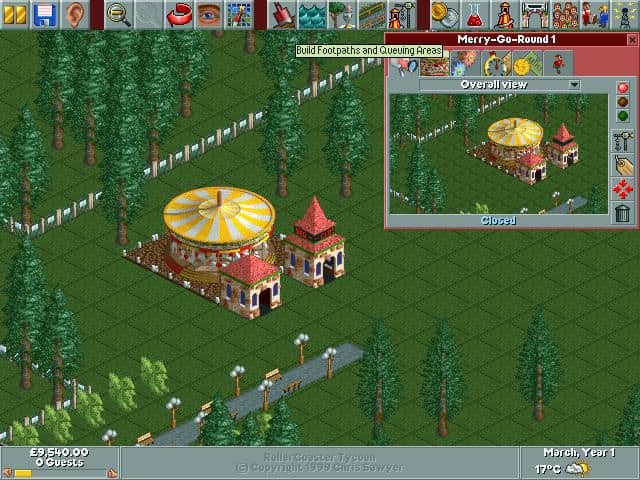 Build Footpaths and Queuing Areas
Merry-Go-Round 1
Overall view
Closed
£9,540.00
0 Guests
RollerCoaster Tycoon
(C) Copyright 1999 Chris Sawyer
March, Year 1
17°C